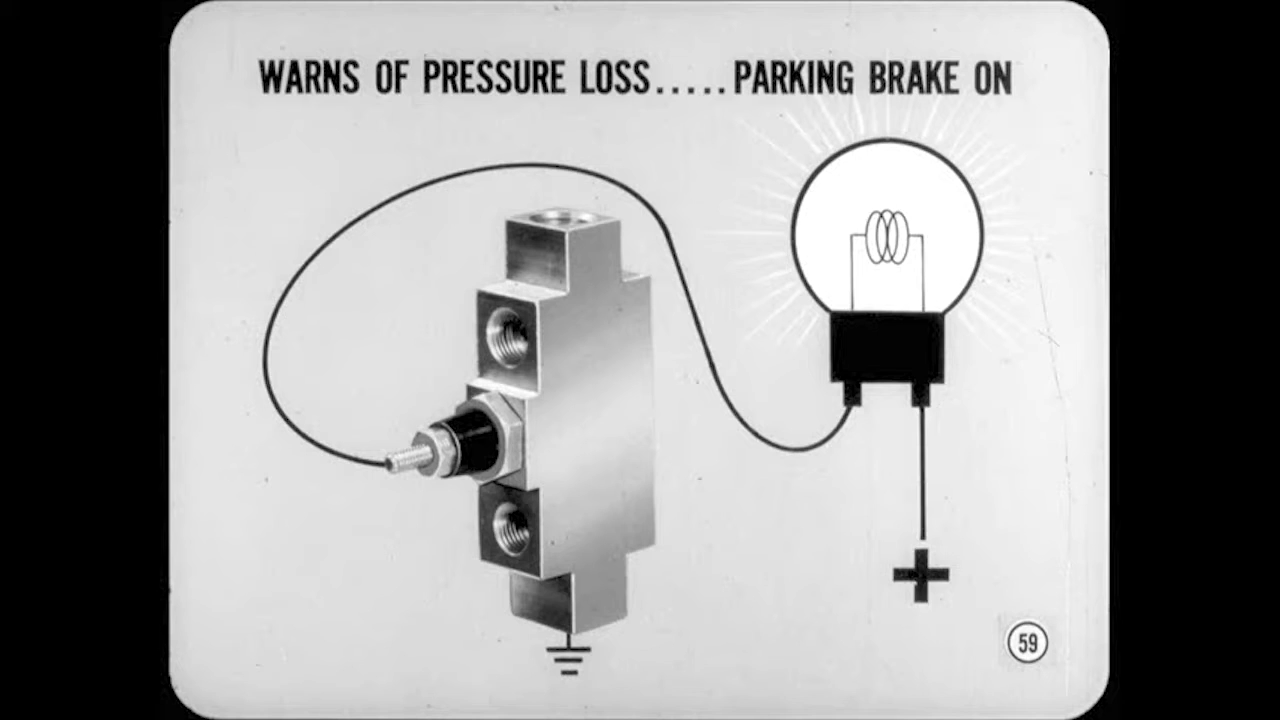 WARNS OF PRESSURE LOSS.....PARKING BRAKE ON
59